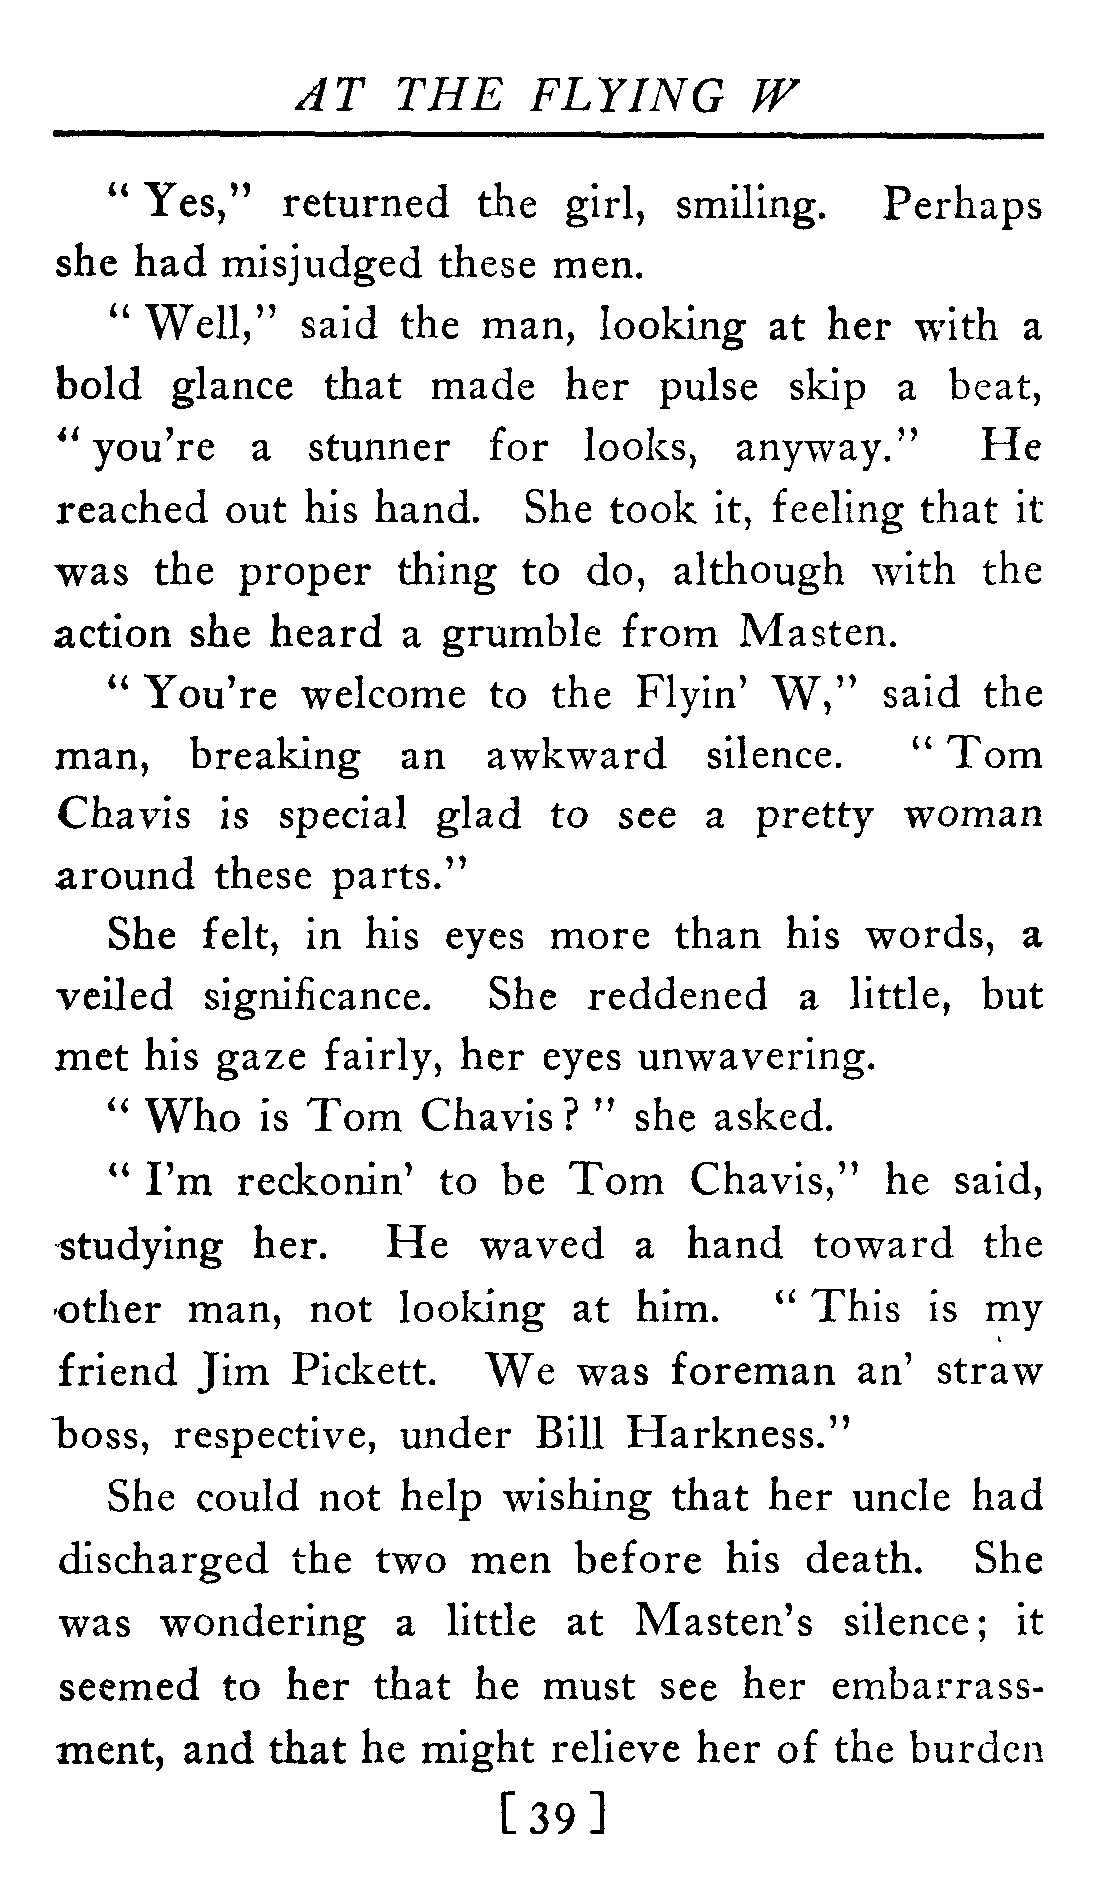 AT THE FLYING W
" Yes," returned the girl, smiling. Perhaps
she had misjudged these men.
" Well," said the man, looking at her with a
bold glance that made her pulse skip a beat,
" you're a stunner for looks, anyway." He
reached out his hand. She took it, feeling that it
was the proper thing to do, although with the
action she heard a grumble from Masten.
" You're welcome to the Flyin' W," said the
man, breaking an awkward silence. " Tom
Chavis is special glad to see a pretty woman
around these parts."
She felt, in his eyes more than his words, a
veiled significance. She reddened a little, but
met his gaze fairly, her eyes unwavering.
" Who is Tom Chavis? " she asked.
" I'm reckonin' to be Tom Chavis," he said,
studying her. He waved a hand toward the
other man, not looking at him. " This is my
friend Jim Pickett. We was foreman an' straw
boss, respective, under Bill Harkness."
She could not help wishing that her uncle had
discharged the two men before his death. She
was wondering a little at Masten's silence; it
seemed to her that he must see her embarrass-
ment, and that he might relieve her of the burden
[ 39 ]